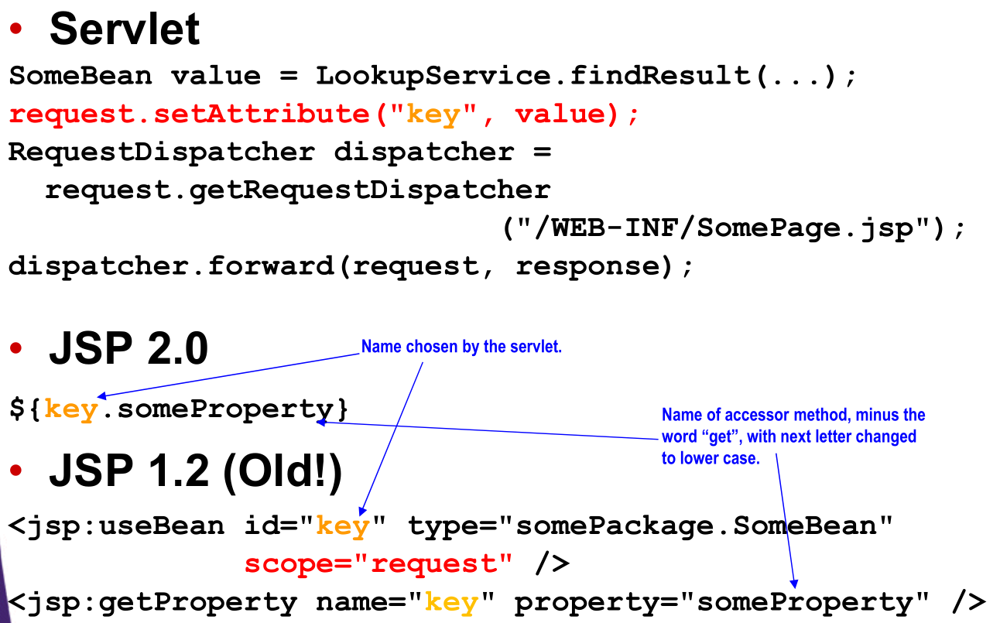 • Servlet
SomeBean value = LookupService.findResult(...);
request.setAttribute("key", value);
RequestDispatcher dispatcher =
request.getRequestDispatcher
("/WEB-INF/SomePage.jsp");
dispatcher.forward(request, response);
• JSP 2.0
Name chosen by the servlet.
${key.someProperty}
Name of accessor method, minus the
word “get”, with next letter changed
to lower case.
• JSP 1.2 (Old!)
<jsp:useBean id="key" type="somePackage.SomeBean"
scope="request" />
<jsp:getProperty name="key" property="someProperty" />